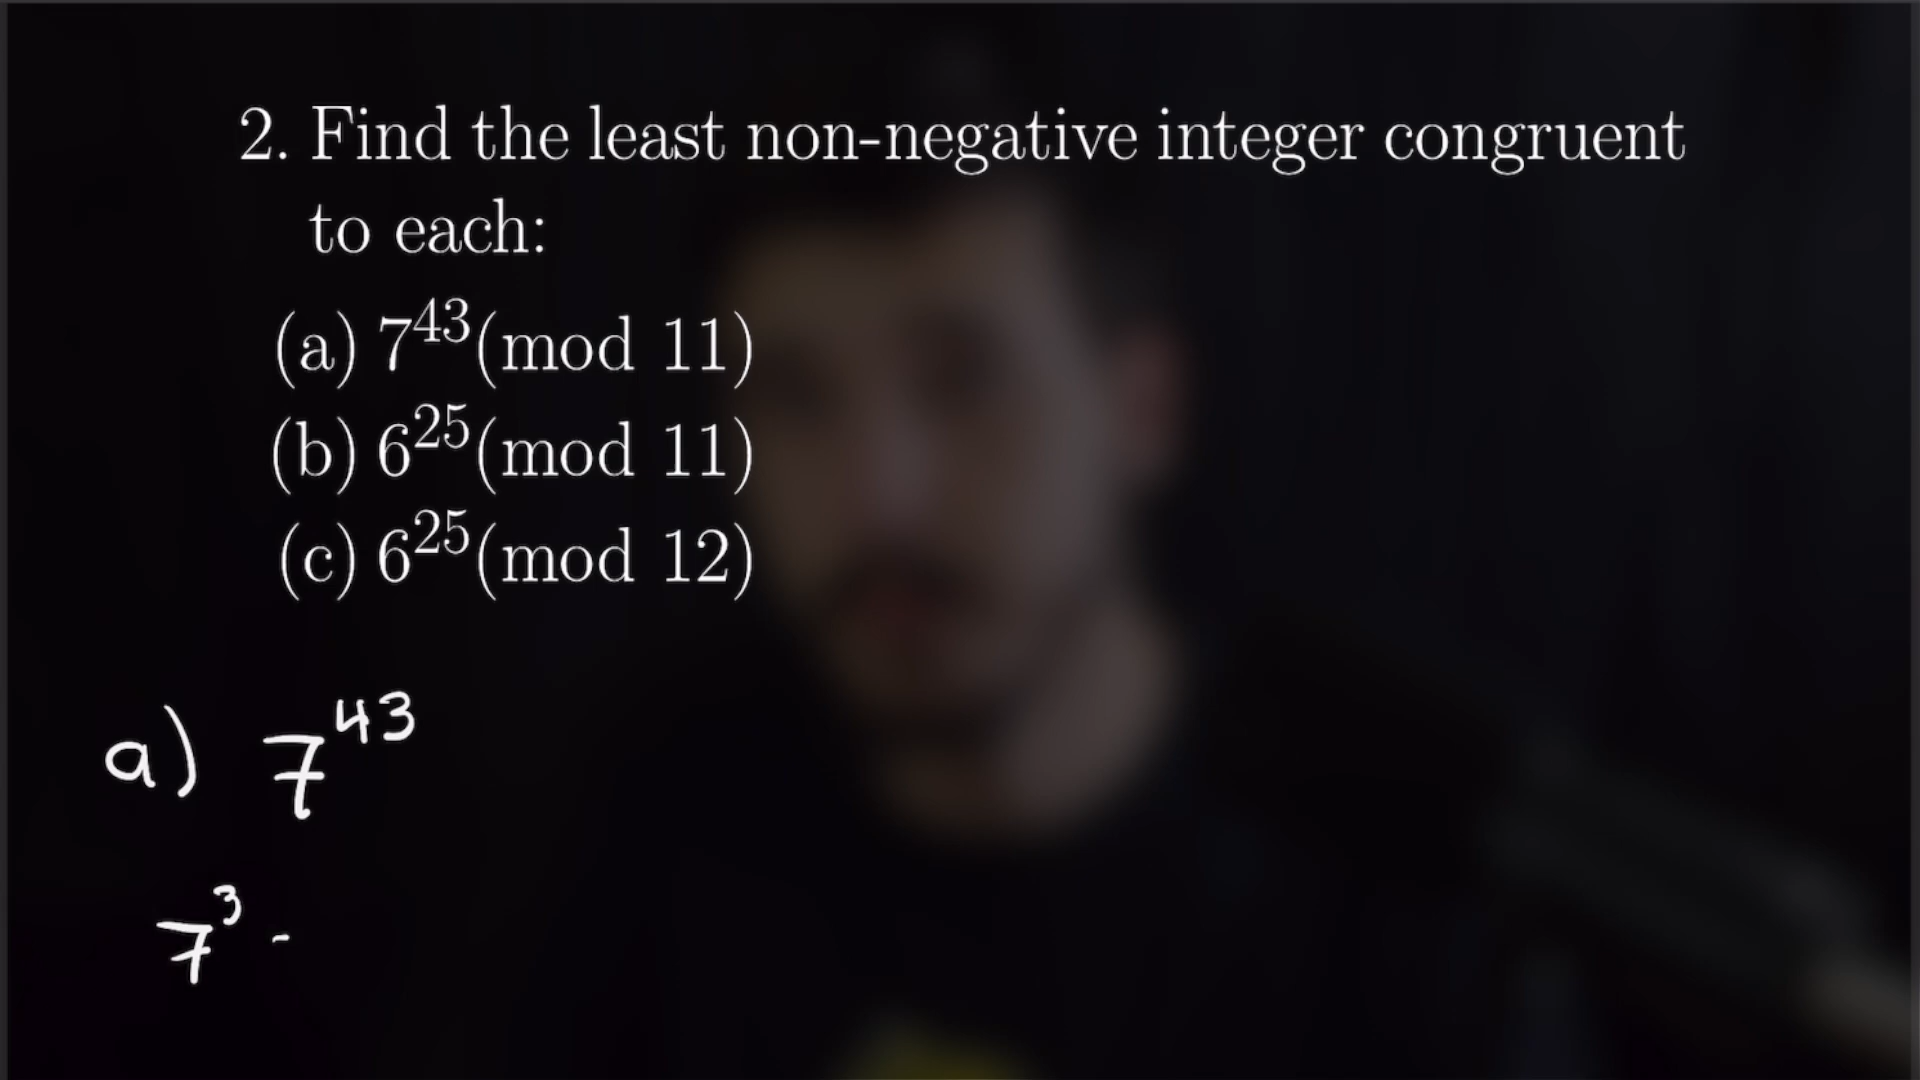 2. Find the least non-negative integer congruent
to each:
(a) 7^43(mod 11)
(b) 6^25(mod 11)
(c) 6^25(mod 12)
a) 7^43
7^3 -